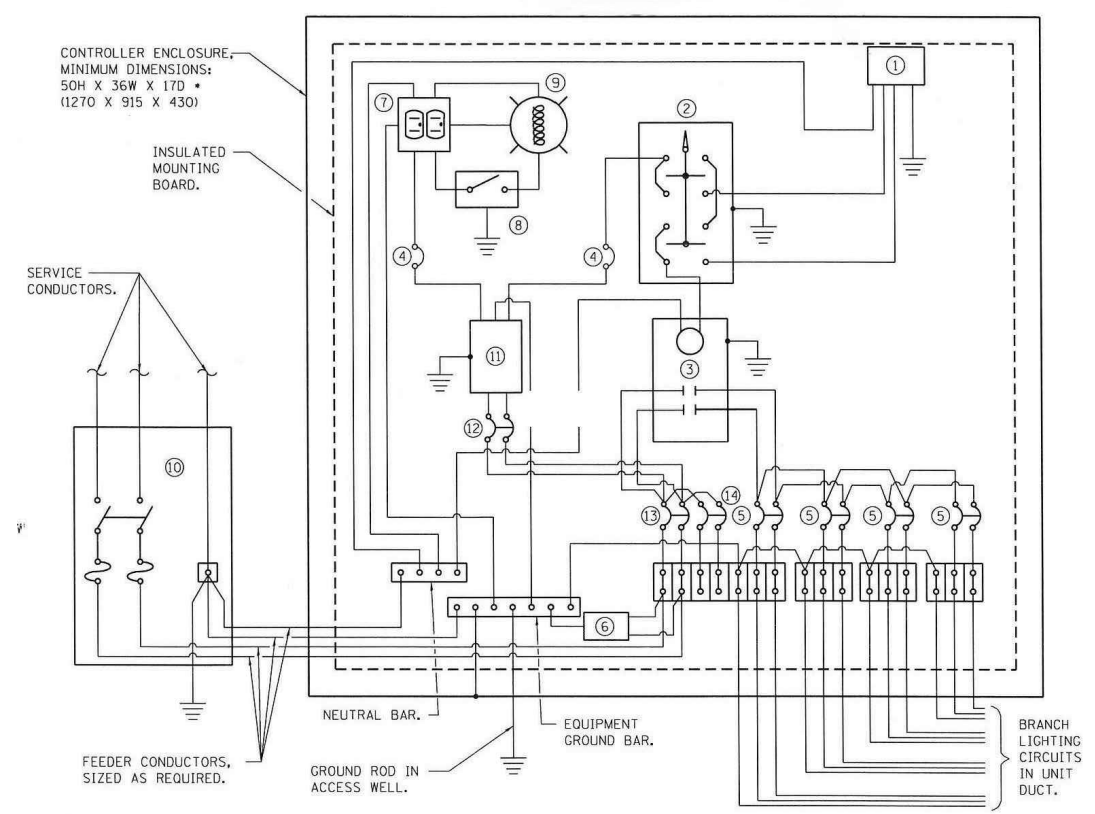 CONTROLLER ENCLOSURE,
MINIMUM DIMENSIONS:
50H X 36W X 17D *
(1270 X 915 X 430)
INSULATED
MOUNTING
BOARD.
SERVICE
CONDUCTORS.
1
2
3
4
4
5
5
5
5
6
7
8
9
10
11
12
13
14
NEUTRAL BAR.
EQUIPMENT
GROUND BAR.
FEEDER CONDUCTORS,
SIZED AS REQUIRED.
GROUND ROD IN
ACCESS WELL.
BRANCH
LIGHTING
CIRCUITS
IN UNIT
DUCT.